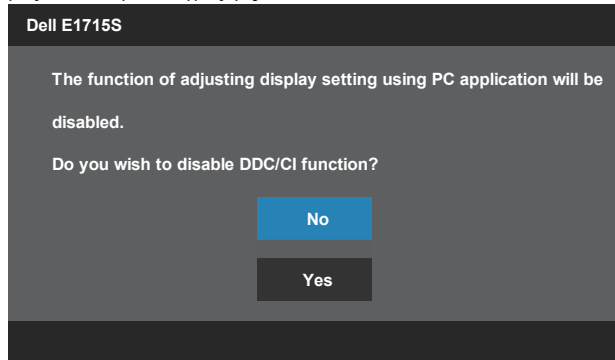 Dell E1715S
The function of adjusting display setting using PC application will be
disabled.
Do you wish to disable DDC/CI function?
No
Yes